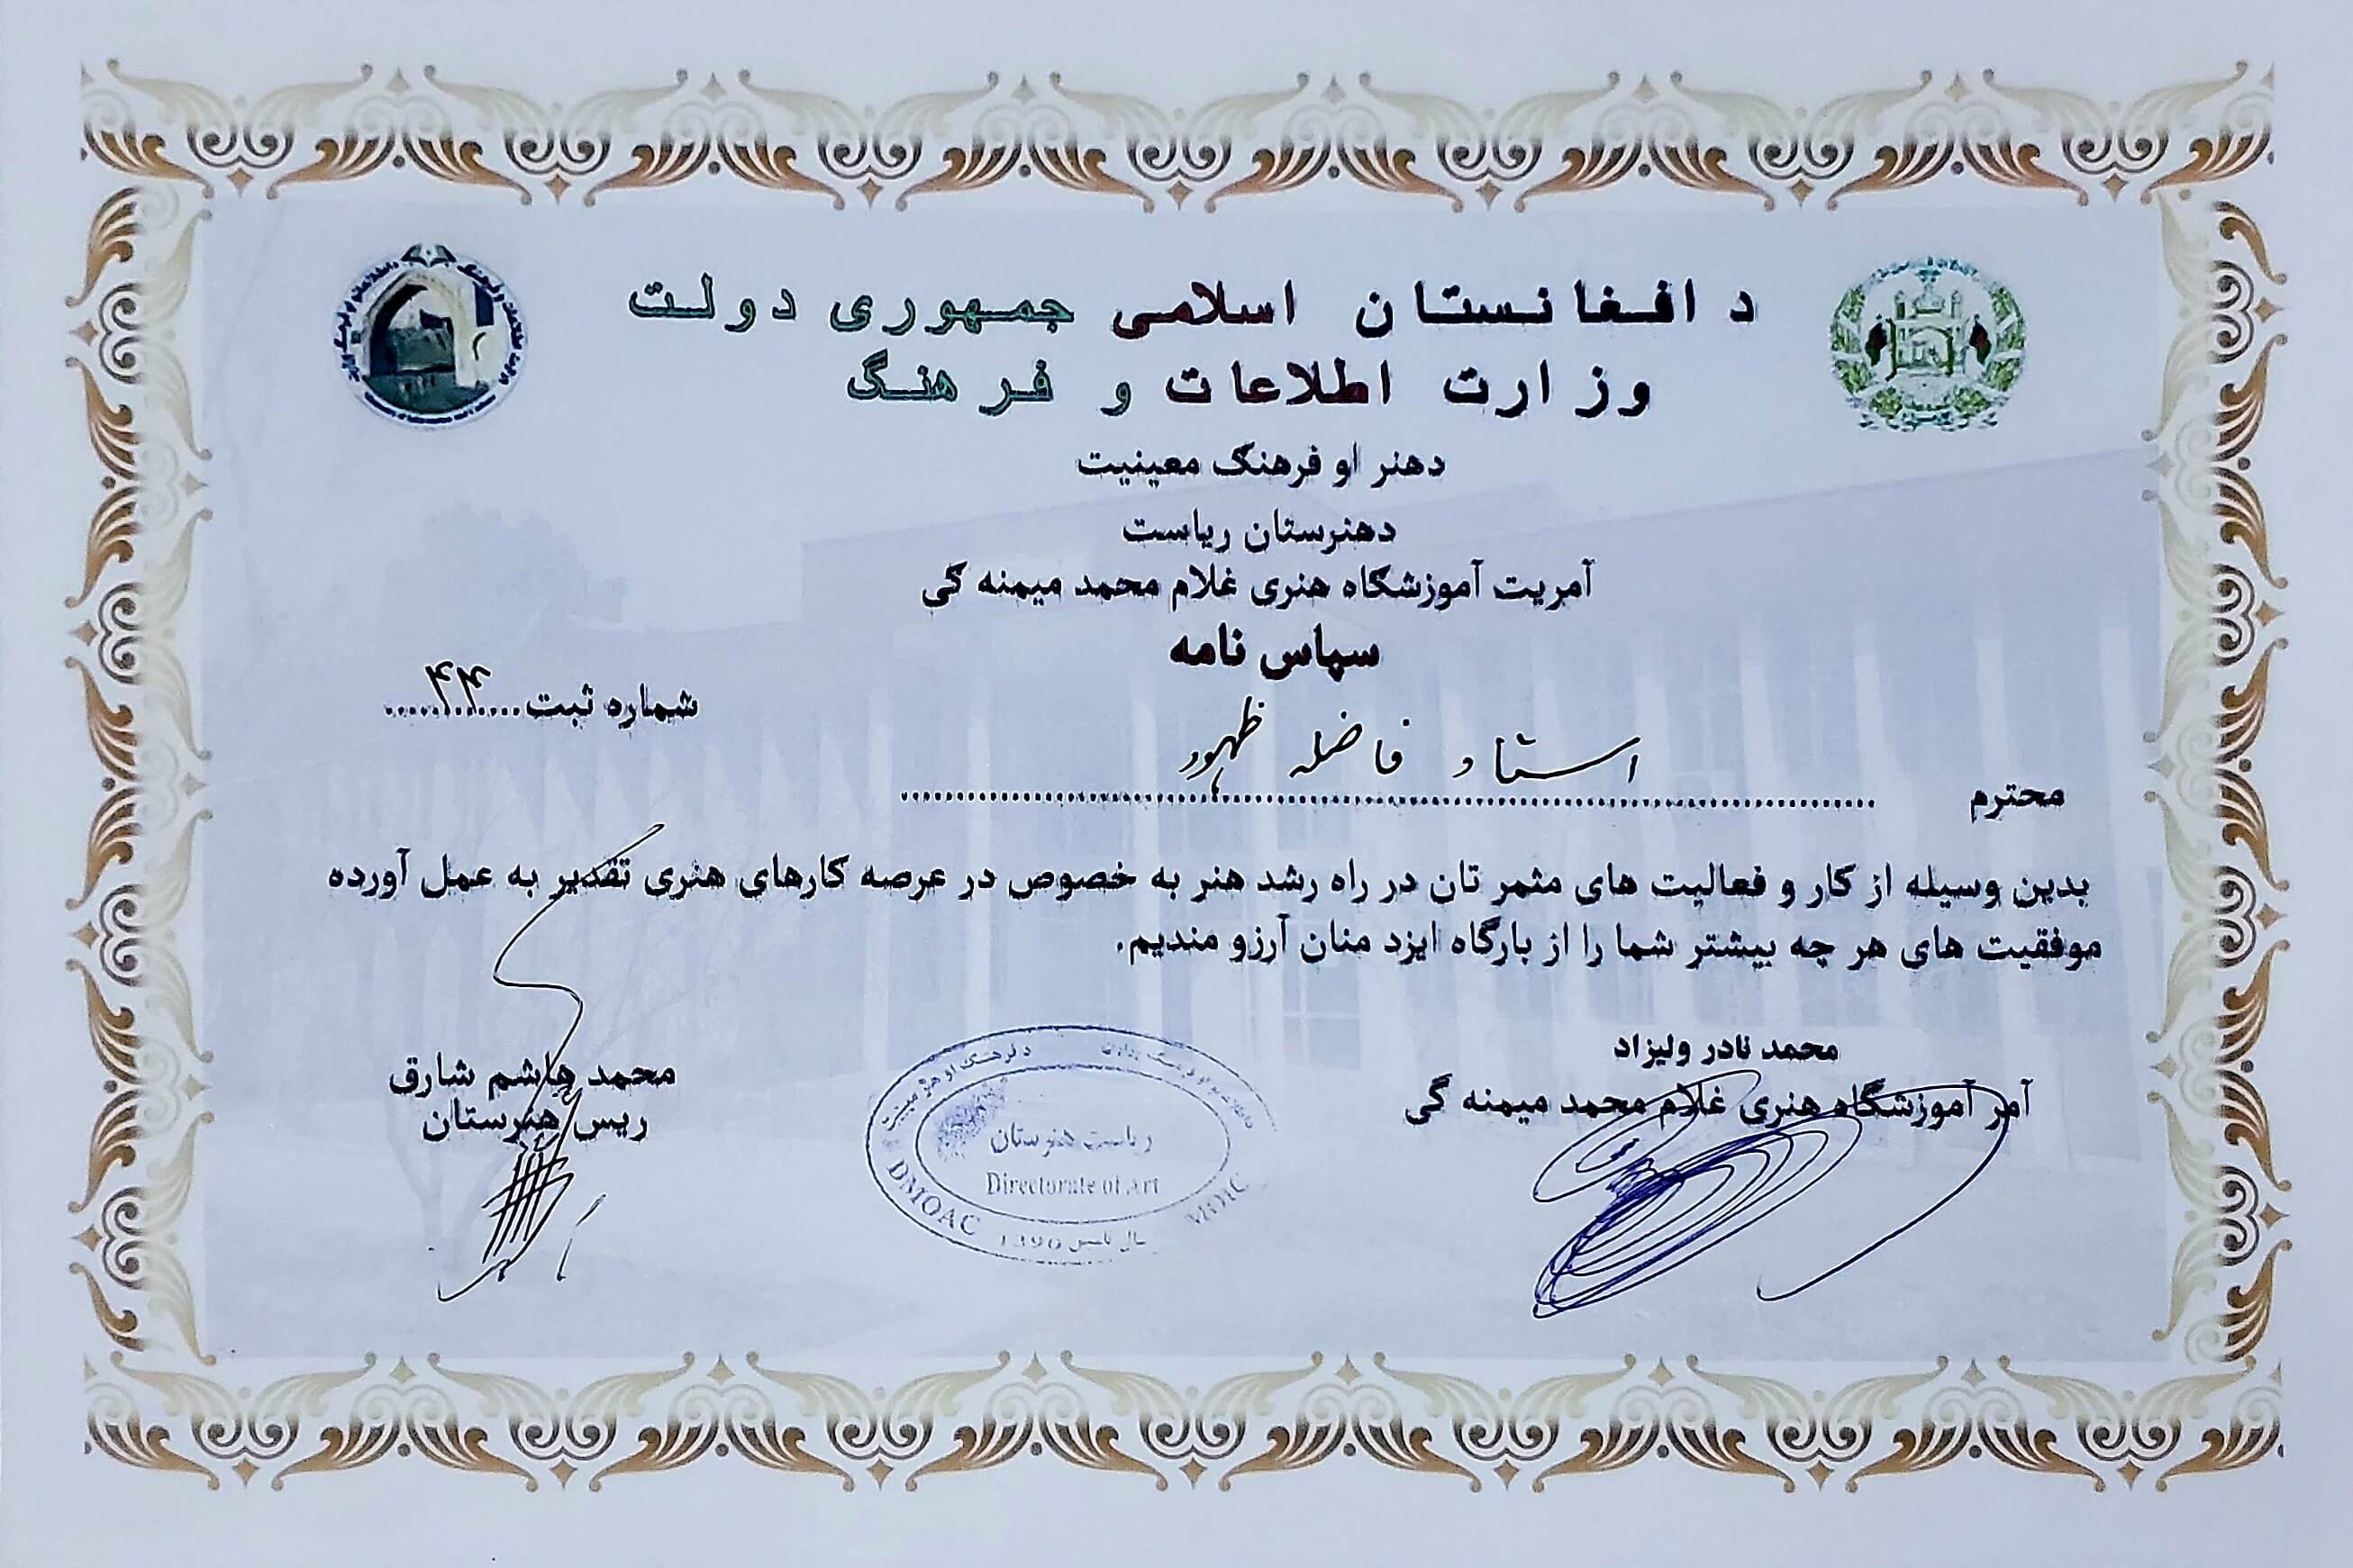 د افغانستان اسلامی جمهوری دولت
وزارت اطلاعات و فرهنگ
دهنر او فرهنگ معینیت
دهنرستان ریاست
آمریت آموزشگاه هنری غلام محمد میمنه گی
سپاس نامه
شماره ثبت............. ۴۴
محترم استاد فاضله ظهور
بدین وسیله از کار و فعالیت های مثمر تان در راه رشد هنر به خصوص در عرصه کارهای هنری تقدیر به عمل آورده
موفقیت های هر چه بیشتر شما را از بارگاه ایزد منان آرزو مندیم.
محمد نادر ولیزاد
آمر آموزشگاه هنری غلام محمد میمنه گی
محمد هاشم شارق
ریس هنرستان
ریاست هنرستان
Directorate of Art
DMOAC
MOIC